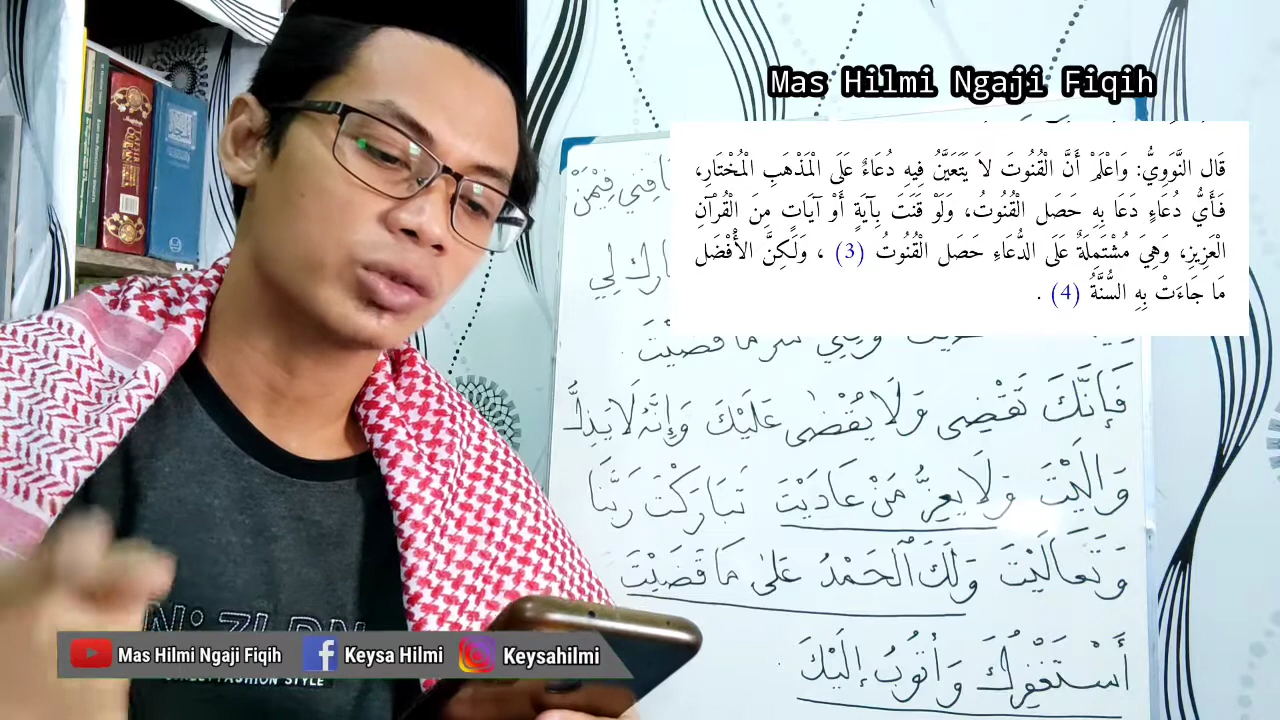 Mas Hilmi Ngaji Fiqih
قَال النَّوَوِيُّ: وَاعْلَمْ أَنَّ الْقُنُوتَ لاَ يَتَعَيَّنُ فِيهِ دُعَاءٌ عَلَى الْمَذْهَبِ الْمُخْتَارِ،
فَأَيُّ دُعَاءٍ دَعَا بِهِ حَصَل الْقُنُوتُ، وَلَوْ قَنَتَ بِآيَةٍ أَوْ آيَاتٍ مِنَ الْقُرْآنِ
الْعَزِيزِ، وَهِيَ مُشْتَمِلَةٌ عَلَى الدُّعَاءِ حَصَل الْقُنُوتُ (3) ، وَلَكِنَّ الأْفْضَل
مَا جَاءَتْ بِهِ السُّنَّةُ (4) .
فَإِنَّكَ تَقْضِى وَلَا يُقْضٰى عَلَيْكَ وَإِنَّهُ لَا يَذِلُّ
وَالَيْتَ وَلَا يَعِزُّ مَنْ عَادَيْتَ تَبَارَكْتَ رَبَّنَا
وَتَعَالَيْتَ وَلَكَ الْحَمْدُ عَلٰى مَا قَضَيْتَ
أَسْتَغْفِرُكَ وَأَتُوبُ إِلَيْكَ
Mas Hilmi Ngaji Fiqih
Keysa Hilmi
Keysahilmi